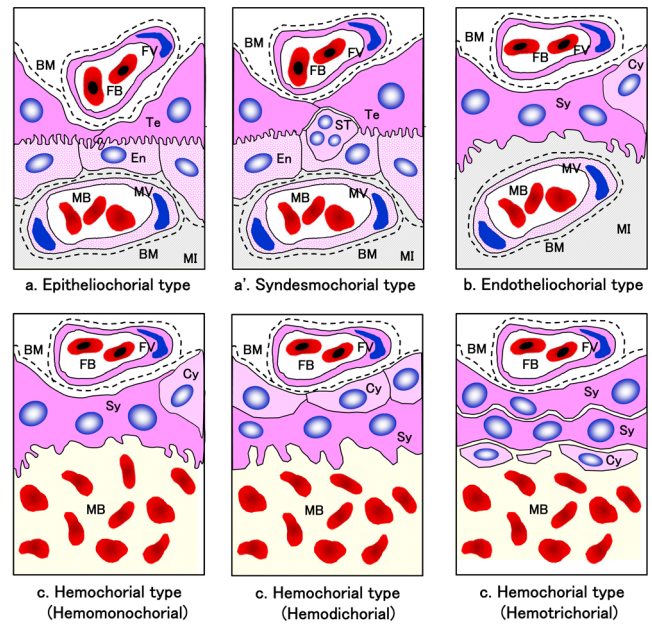 BM
FV
FB
Te
En
MB
MV
BM
MI
a. Epitheliochorial type
BM
FV
FB
ST
Te
En
MB
MV
BM
MI
a'. Syndesmochorial type
BM
FB
FV
Cy
Sy
MV
MB
MI
BM
b. Endotheliochorial type
BM
FV
FB
Cy
Sy
MB
c. Hemochorial type
(Hemomonochorial)
BM
FV
FB
Cy
Sy
MB
c. Hemochorial type
(Hemodichorial)
BM
FV
FB
Sy
Sy
Cy
MB
c. Hemochorial type
(Hemotrichorial)